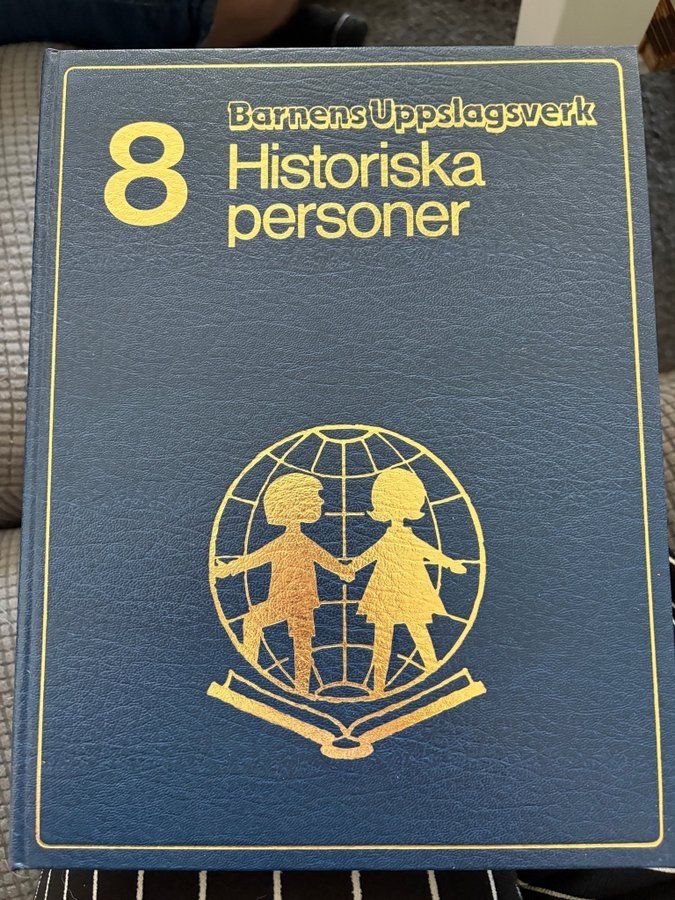 8
Barnens Uppslagsverk
Historiska
personer